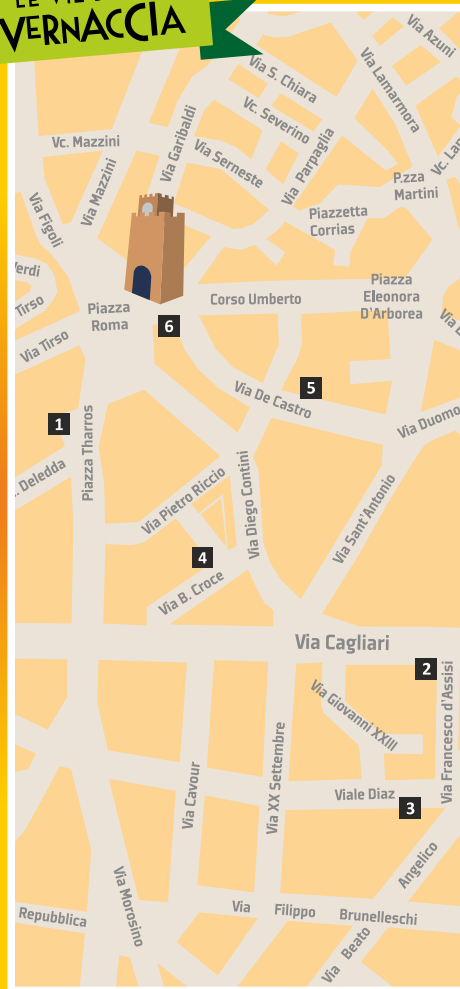 VERNACCIA
Via Azuni
Via S. Chiara
Via Lamarmora
Vc. Severino
Via Garibaldi
Vc. Mazzini
Via Serneste
Via Parpaglia
Via Mazzini
P.zza
Martini
Via Figoli
Piazzetta
Corrias
Verdi
Tirso
Corso Umberto
Piazza
Eleonora
D'Arborea
Piazza
Roma
6
Via Tirso
5
Via De Castro
1
Piazza Tharros
Via Duomo
Deledda
Via Pietro Riccio
Via Diego Contini
Via Sant'Antonio
4
Via B. Croce
Via Cagliari
2
Via Giovanni XXIII
Via Francesco d'Assisi
Via Cavour
Via XX Settembre
Viale Diaz
3
Angelico
Via Morosino
Via Filippo Brunelleschi
Repubblica
Via Beato